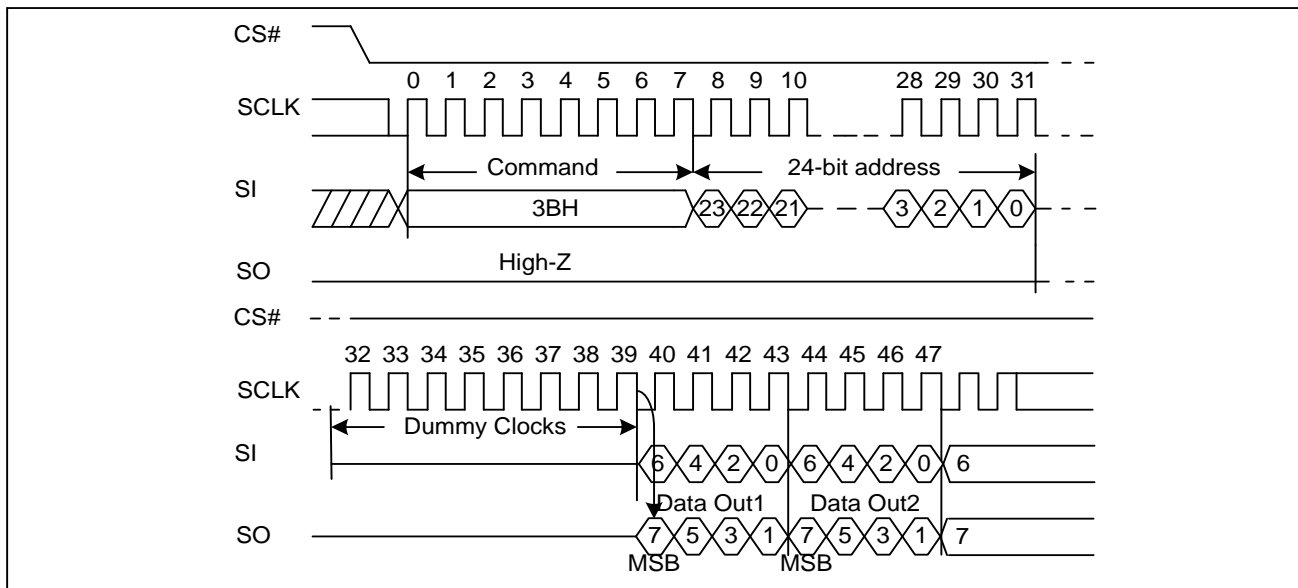 CS#
0 1 2 3 4 5 6 7 8 9 10 28 29 30 31
SCLK
Command 24-bit address
SI
3BH 23 22 21 3 2 1 0
High-Z
SO
CS#
32 33 34 35 36 37 38 39 40 41 42 43 44 45 46 47
SCLK
Dummy Clocks
SI
6 4 2 0 6 4 2 0 6
Data Out1 Data Out2
SO
7 5 3 1 7 5 3 1 7
MSB MSB